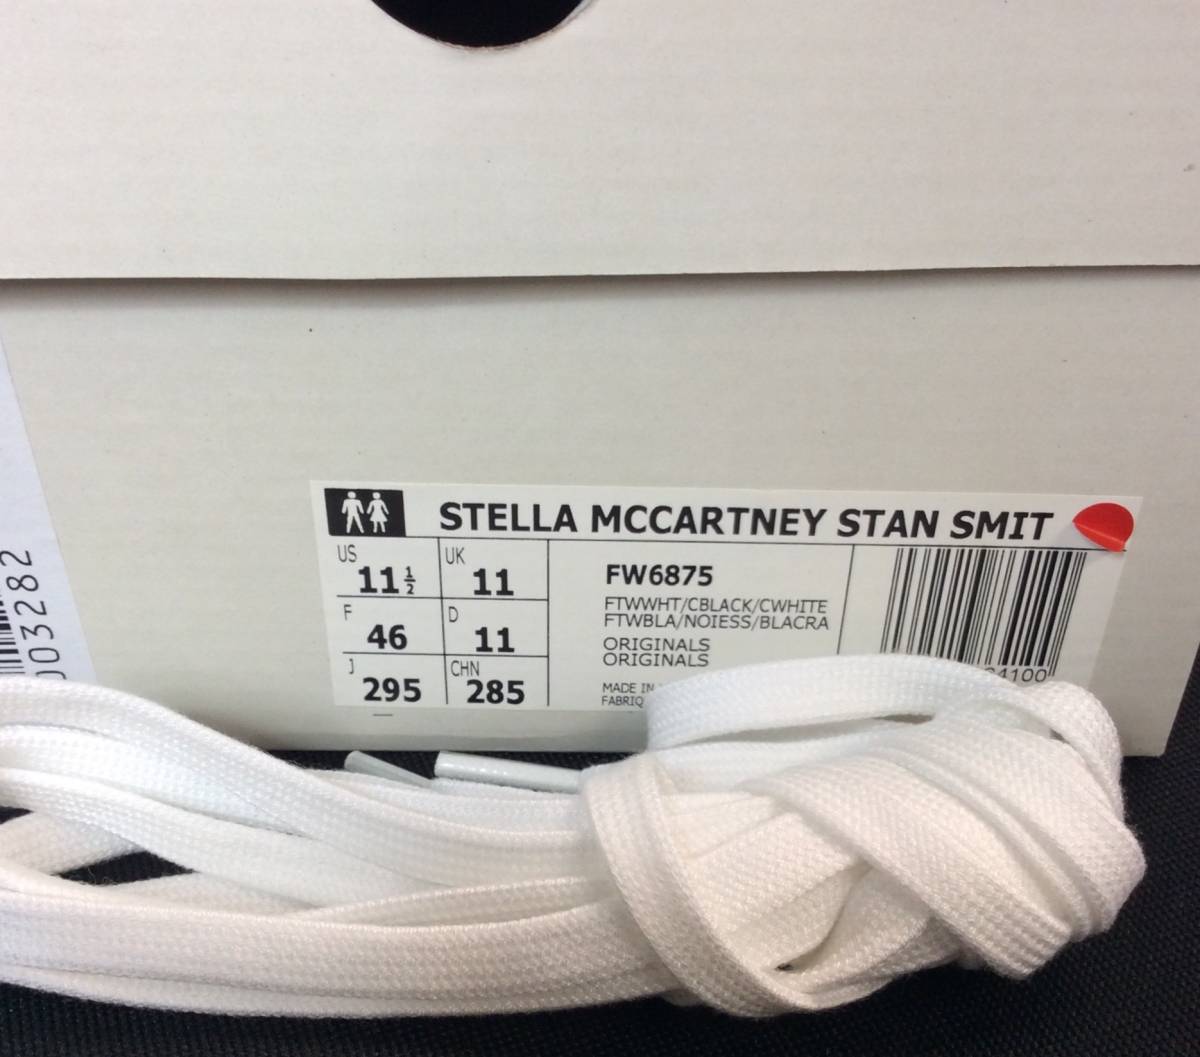 STELLA MCCARTNEY STAN SMIT
US
11½
UK
11
F
46
D
11
J
295
CHN
285
FW6875
FTWWHT/CBLACK/CWHITE
FTWBLA/NOIESS/BLACRA
ORIGINALS
ORIGINALS
MADE IN
FABRIQ
4100
003282